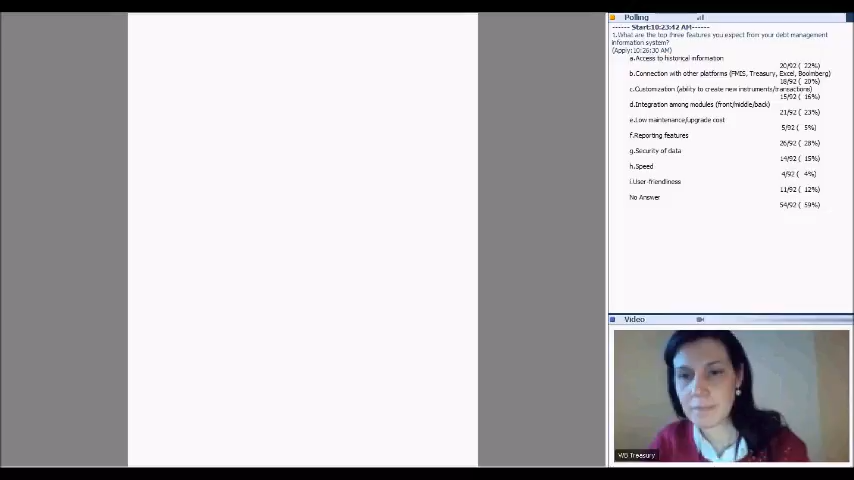 Polling
------ Start:10:23:42 AM------
1.What are the top three features you expect from your debt management
information system?
(Apply:10:26:30 AM)
a.Access to historical information
20/92 ( 22%)
b.Connection with other platforms (FMIS, Treasury, Excel, Boolmberg)
18/92 ( 20%)
c.Customization (ability to create new instruments/transactions)
15/92 ( 16%)
d.Integration among modules (front/middle/back)
21/92 ( 23%)
e.Low maintenance/upgrade cost
5/92 ( 5%)
f.Reporting features
26/92 ( 28%)
g.Security of data
14/92 ( 15%)
h.Speed
4/92 ( 4%)
i.User-friendliness
11/92 ( 12%)
No Answer
54/92 ( 59%)
Video
WB Treasury